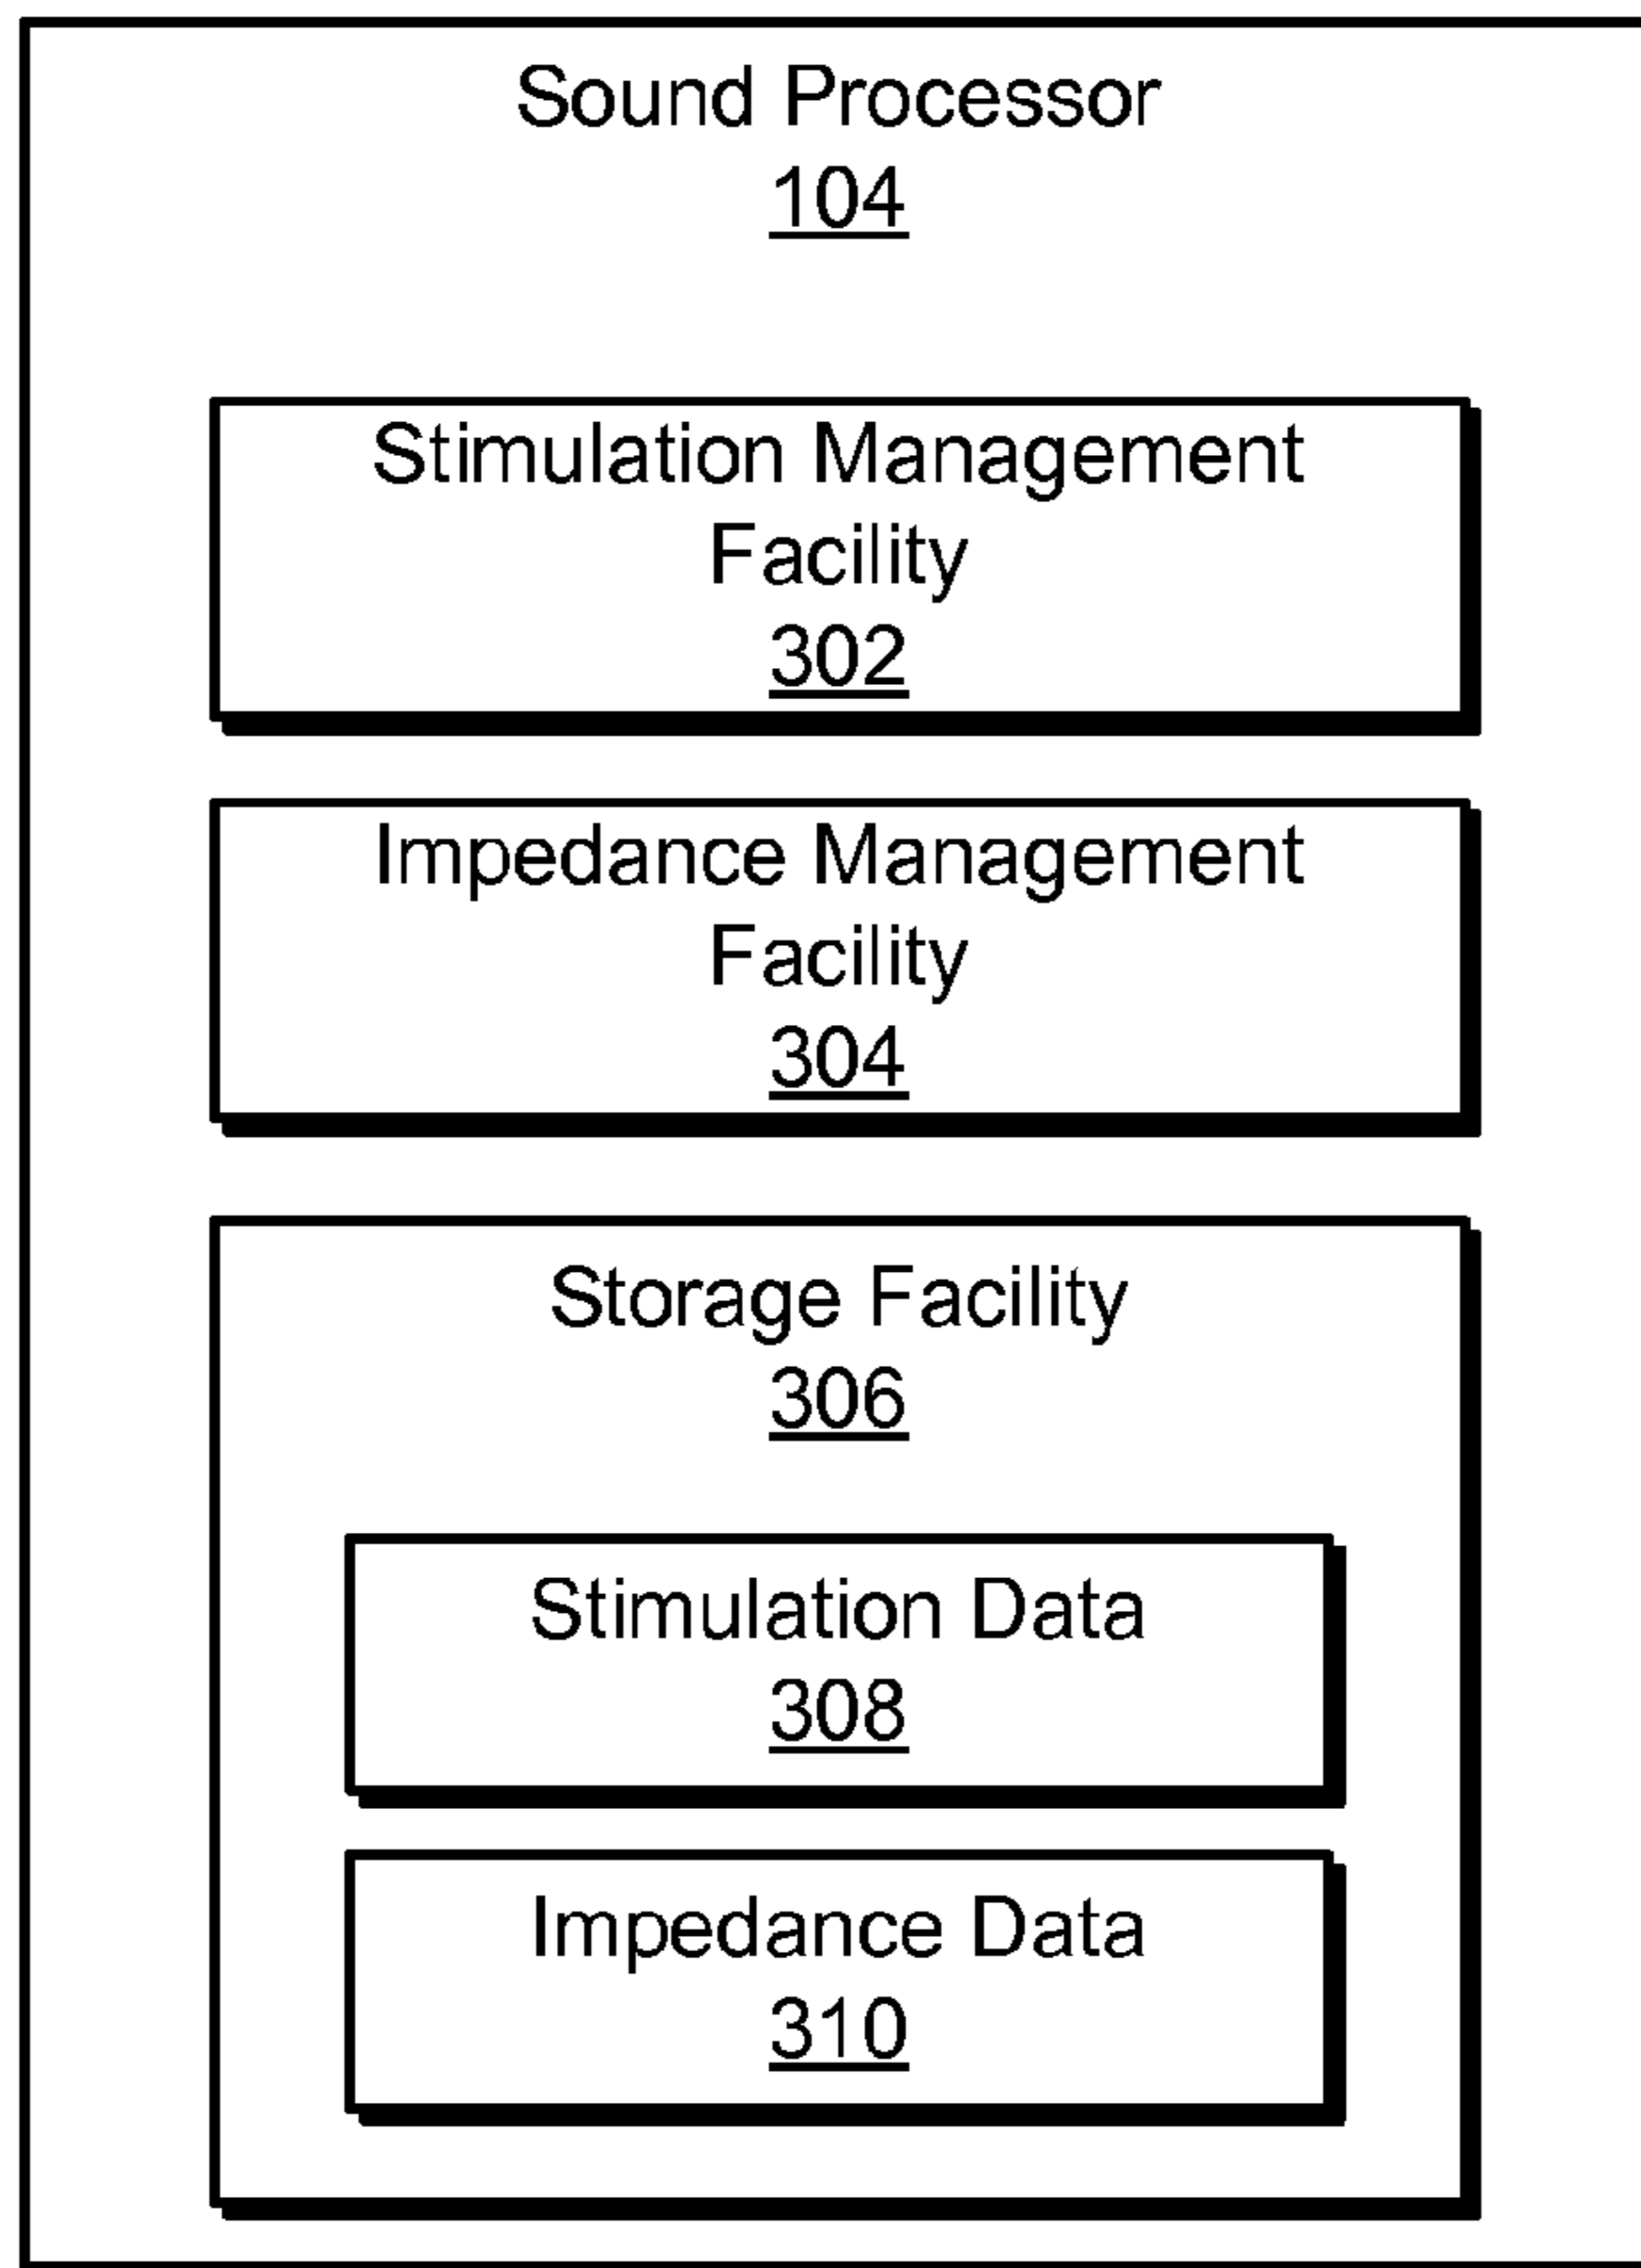 Sound Processor
104
Stimulation Management
Facility
302
Impedance Management
Facility
304
Storage Facility
306
Stimulation Data
308
Impedance Data
310